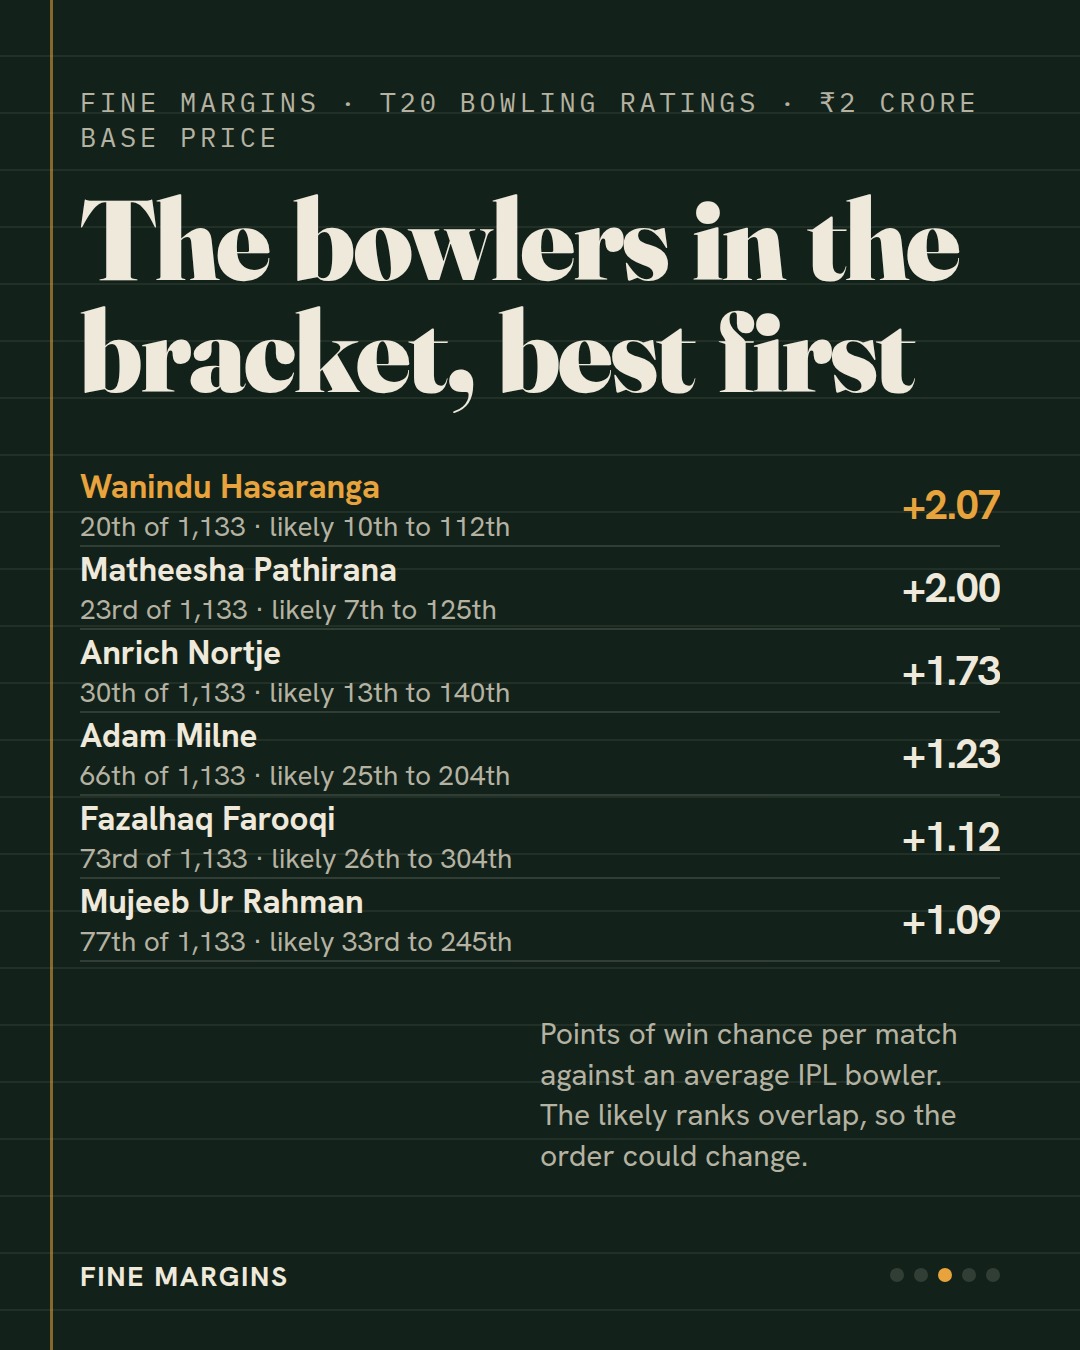 FINE MARGINS · T20 BOWLING RATINGS · ₹2 CRORE
BASE PRICE
The bowlers in the
bracket, best first
Wanindu Hasaranga
+2.07
20th of 1,133 · likely 10th to 112th
Matheesha Pathirana
+2.00
23rd of 1,133 · likely 7th to 125th
Anrich Nortje
+1.73
30th of 1,133 · likely 13th to 140th
Adam Milne
+1.23
66th of 1,133 · likely 25th to 204th
Fazalhaq Farooqi
+1.12
73rd of 1,133 · likely 26th to 304th
Mujeeb Ur Rahman
+1.09
77th of 1,133 · likely 33rd to 245th
Points of win chance per match
against an average IPL bowler.
The likely ranks overlap, so the
order could change.
FINE MARGINS